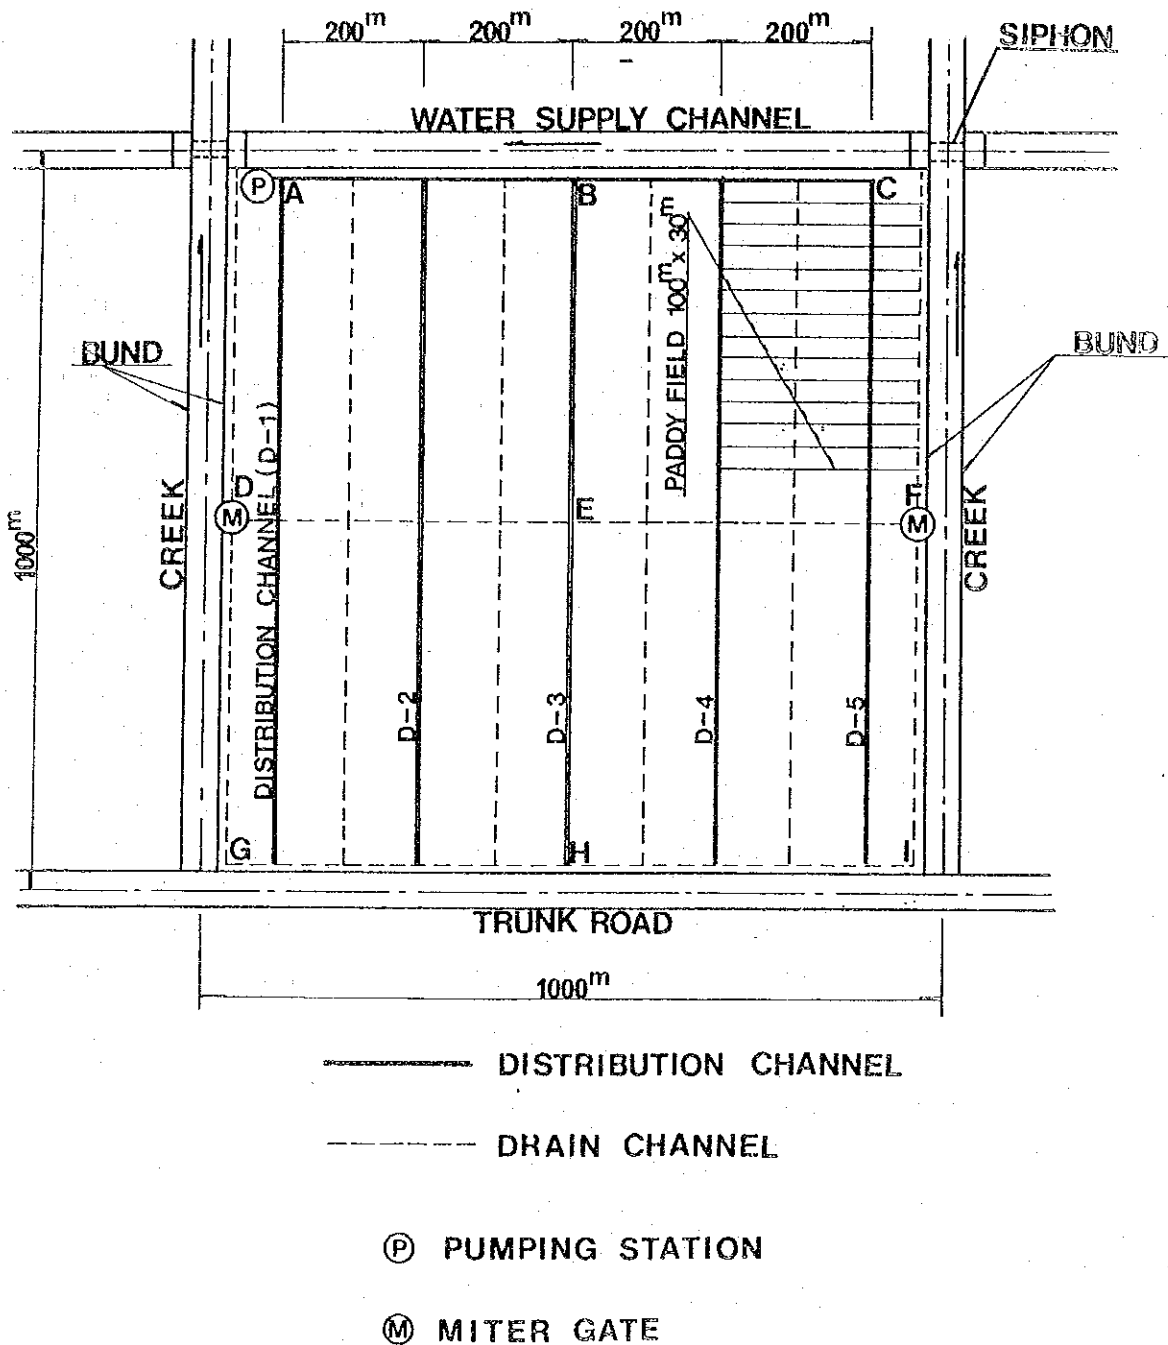 200m 200m 200m 200m
SIPHON
WATER SUPPLY CHANNEL
P
A
B
C
PADDY FIELD 100m x 30m
BUND
BUND
DISTRIBUTION CHANNEL (D-1)
D
M
E
F
M
CREEK
CREEK
1000m
D-2
D-3
D-4
D-5
G
H
I
TRUNK ROAD
1000m
DISTRIBUTION CHANNEL
DRAIN CHANNEL
P PUMPING STATION
M MITER GATE